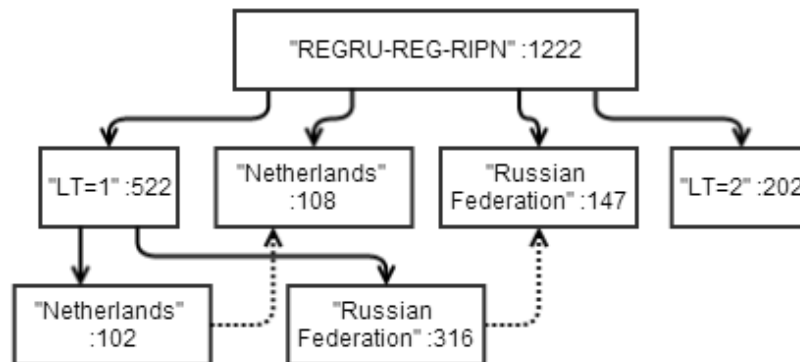 "REGRU-REG-RIPN" :1222
"LT=1" :522
"Netherlands"
:108
"Russian
Federation" :147
"LT=2" :202
"Netherlands"
:102
"Russian
Federation" :316